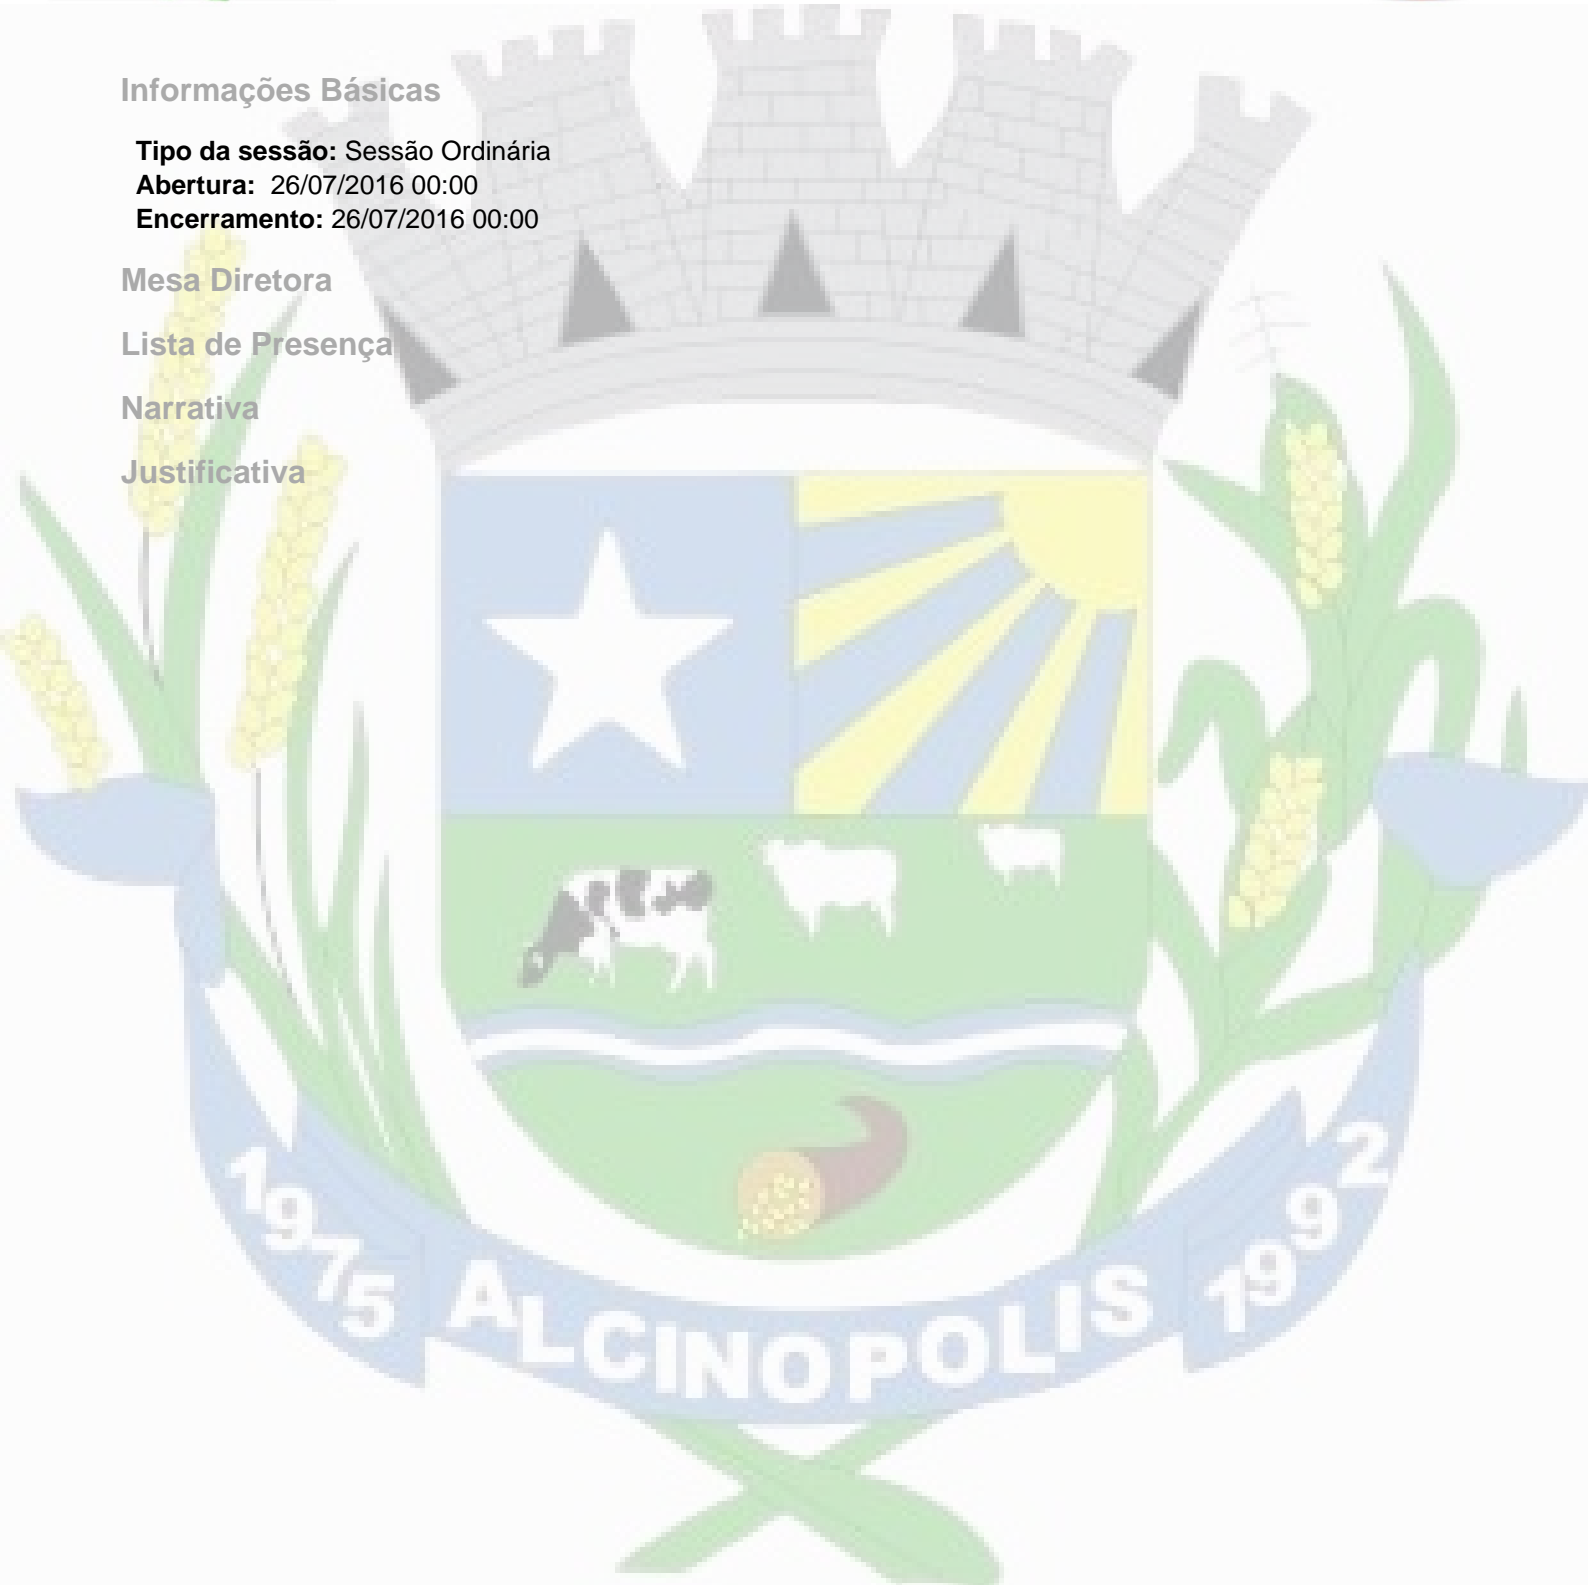 Informações Básicas
Tipo da sessão: Sessão Ordinária
Abertura: 26/07/2016 00:00
Encerramento: 26/07/2016 00:00
Mesa Diretora
Lista de Presença
Narrativa
Justificativa
1975 ALCINOPOLIS 1992